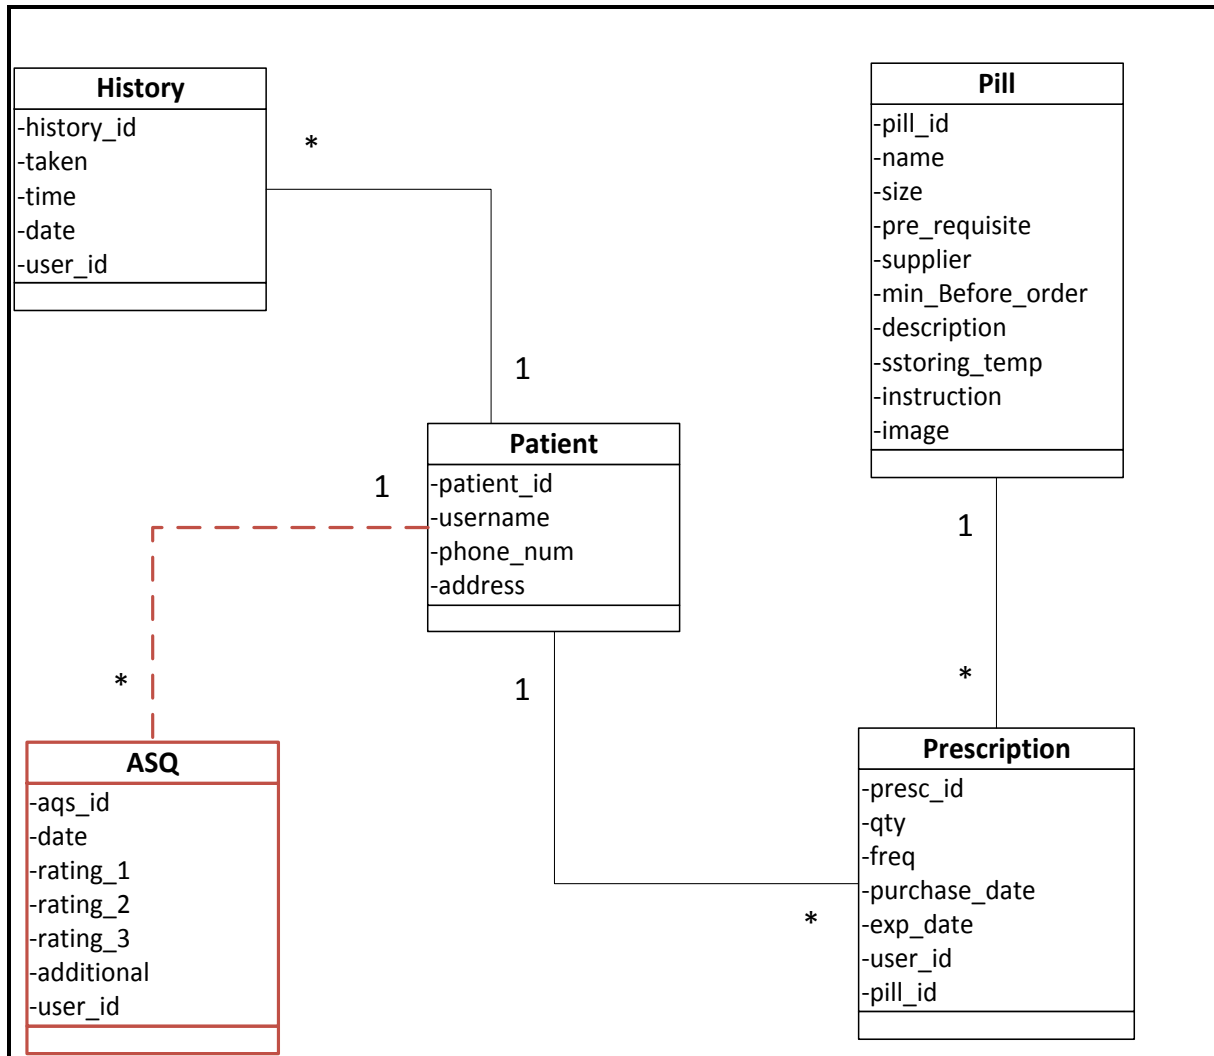 History
-history_id
-taken
-time
-date
-user_id
*
1
Pill
-pill_id
-name
-size
-pre_requisite
-supplier
-min_Before_order
-description
-sstoring_temp
-instruction
-image
1
*
Patient
-patient_id
-username
-phone_num
-address
1
*
1
*
ASQ
-aqs_id
-date
-rating_1
-rating_2
-rating_3
-additional
-user_id
Prescription
-presc_id
-qty
-freq
-purchase_date
-exp_date
-user_id
-pill_id